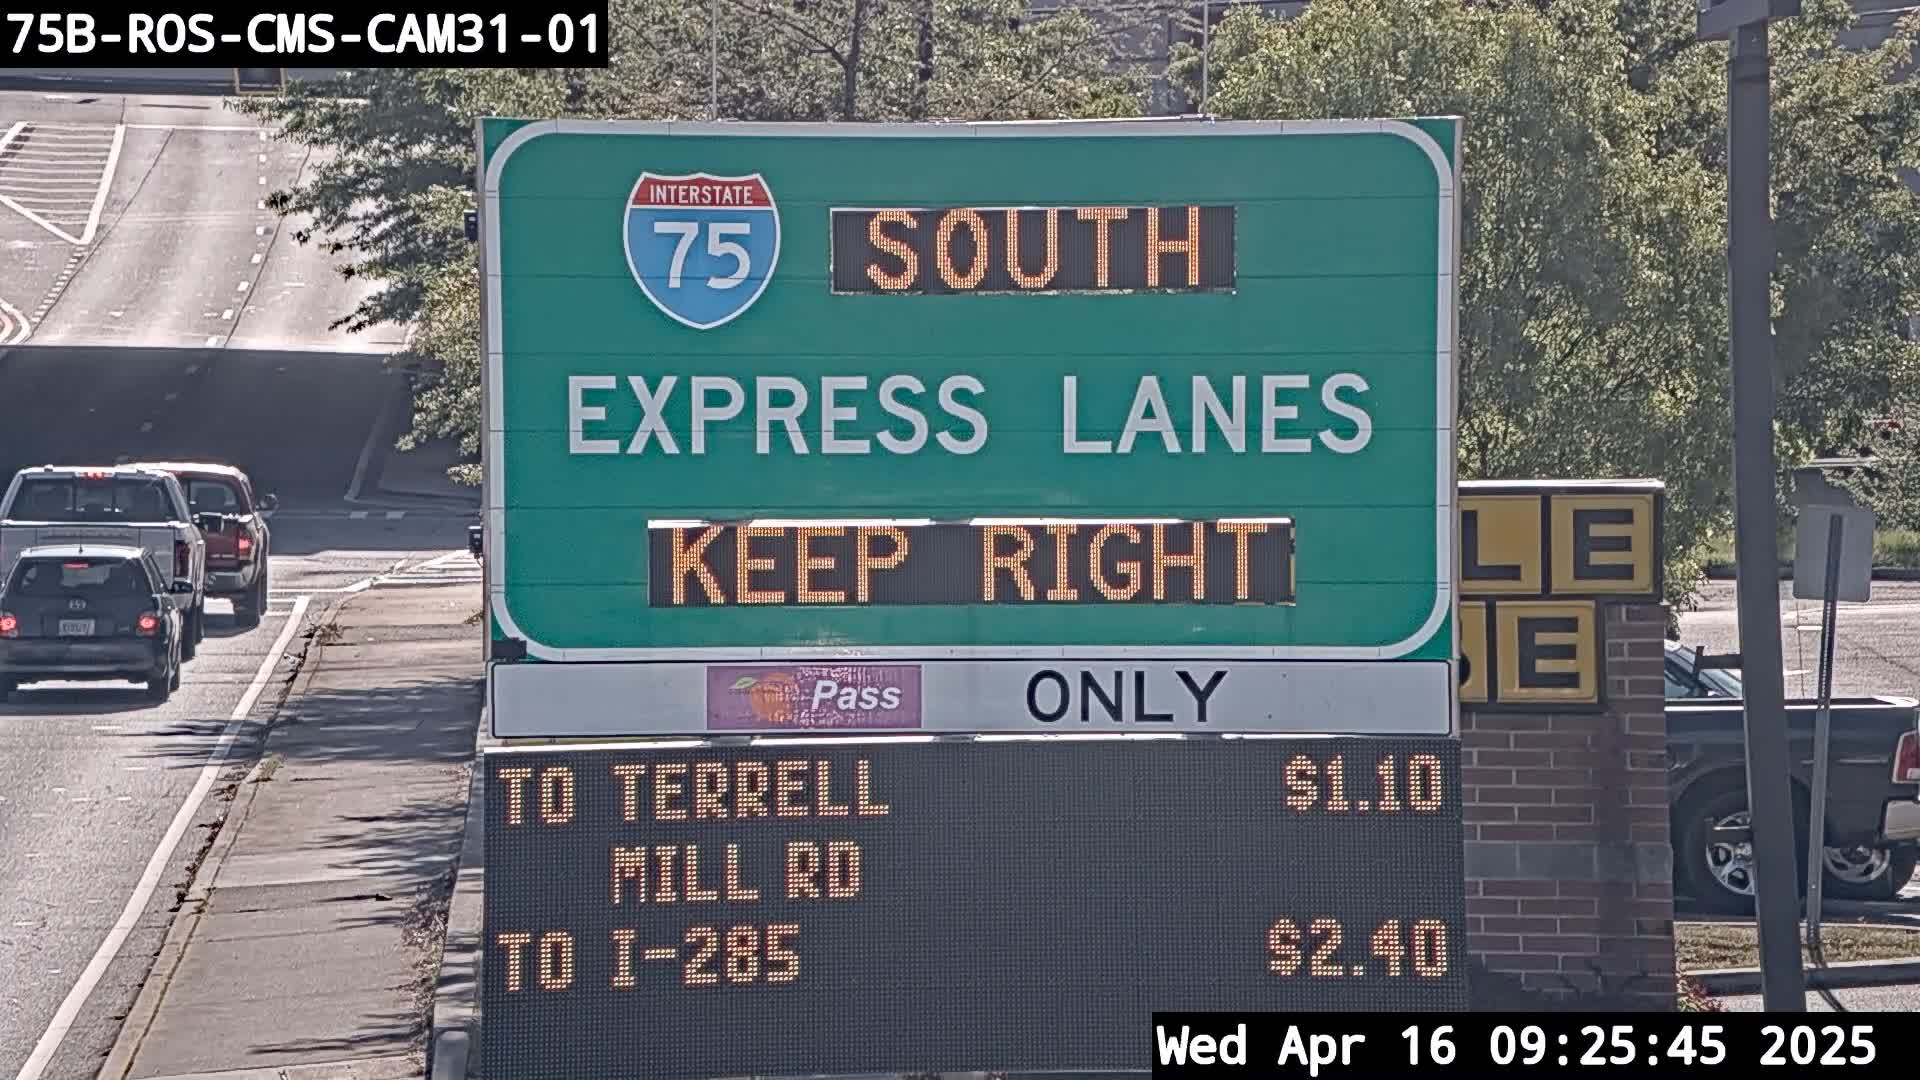 75B-ROS-CMS-CAM31-01
INTERSTATE
75
SOUTH
EXPRESS LANES
KEEP RIGHT
Pass ONLY
TO TERRELL $1.10
MILL RD
TO I-285 $2.40
LE
E
Wed Apr 16 09:25:45 2025